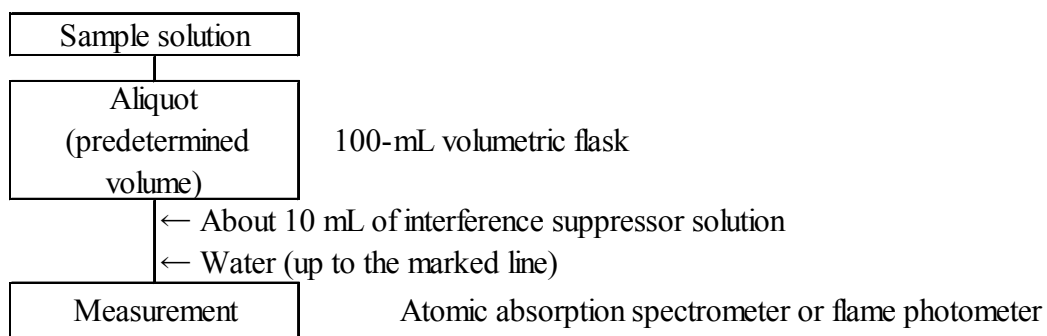 Sample solution
Aliquot
(predetermined
volume)
100-mL volumetric flask
← About 10 mL of interference suppressor solution
← Water (up to the marked line)
Measurement
Atomic absorption spectrometer or flame photometer